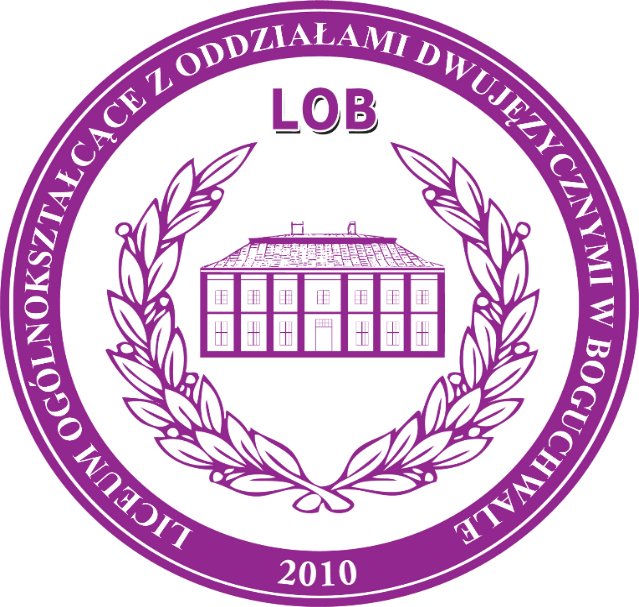 LICEUM OGÓLNOKSZTAŁCĄCE Z ODDZIAŁAMI DWUJĘZYCZNYMI W BOGUCHWALE
LOB
2010